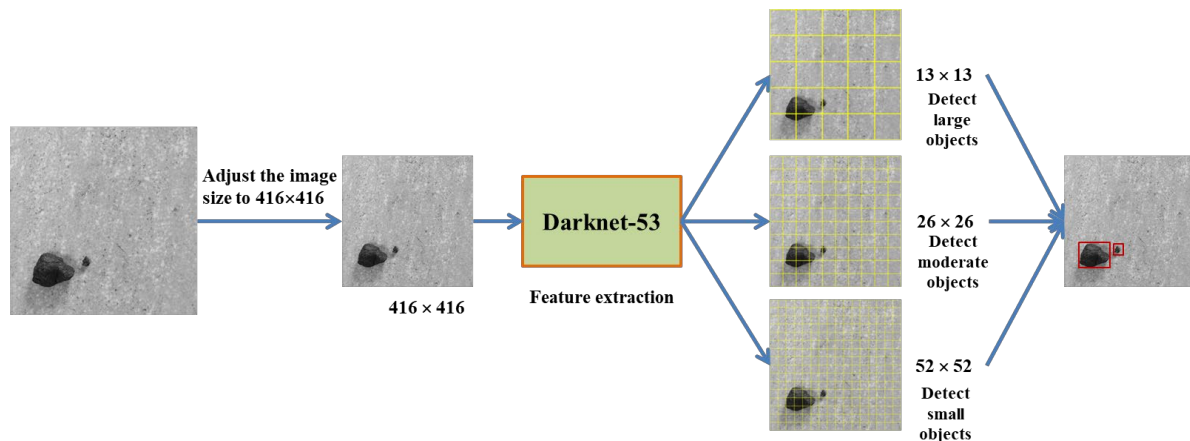 Adjust the image
size to 416×416
416 × 416
Darknet-53
Feature extraction
13 × 13
Detect
large
objects
26 × 26
Detect
moderate
objects
52 × 52
Detect
small
objects